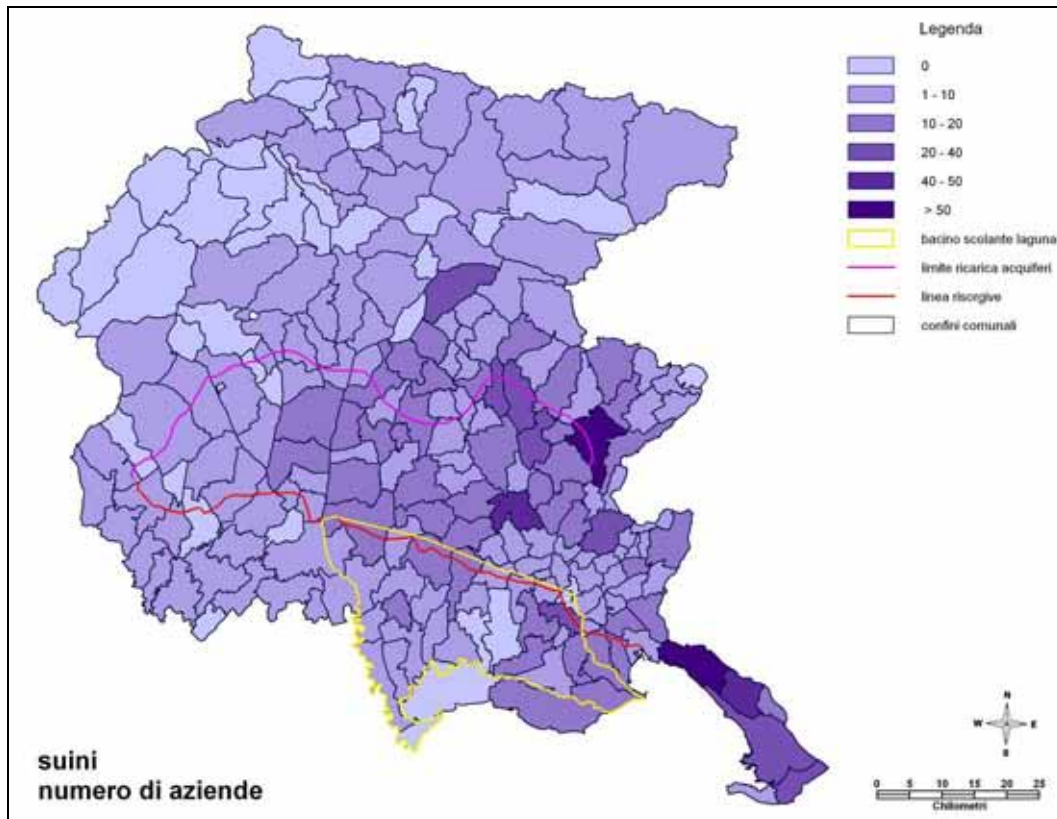 Legenda
0
1 - 10
10 - 20
20 - 40
40 - 50
> 50
bacino scolante laguna
limite ricarica acquiferi
linea risorgive
confini comunali
N
W E
S
suini
numero di aziende
0 5 10 15 20 25
Chilometri